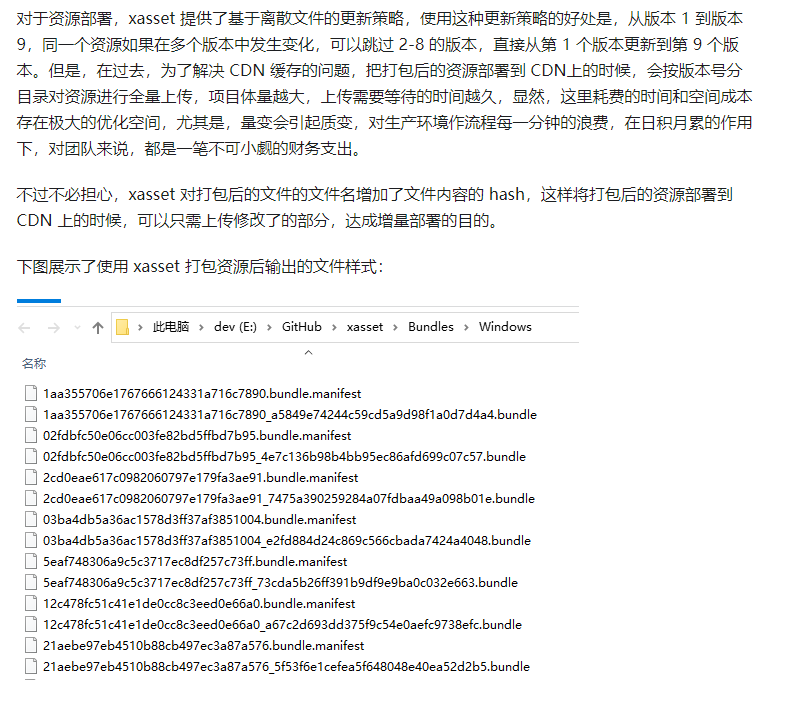 对于资源部署，xasset 提供了基于离散文件的更新策略，使用这种更新策略的好处是，从版本 1 到版本
9，同一个资源如果在多个版本中发生变化，可以跳过 2-8 的版本，直接从第 1 个版本更新到第 9 个版
本。但是，在过去，为了解决 CDN 缓存的问题，把打包后的资源部署到 CDN上的时候，会按版本号分
目录对资源进行全量上传，项目体量越大，上传需要等待的时间越久，显然，这里耗费的时间和空间成本
存在极大的优化空间，尤其是，量变会引起质变，对生产环境作流程每一分钟的浪费，在日积月累的作用
下，对团队来说，都是一笔不可小觑的财务支出。
不过不必担心，xasset 对打包后的文件的文件名增加了文件内容的 hash，这样将打包后的资源部署到
CDN 上的时候，可以只需上传修改了的部分，达成增量部署的目的。
下图展示了使用 xasset 打包资源后输出的文件样式：
此电脑 › dev (E:) › GitHub › xasset › Bundles › Windows
名称
1aa355706e1767666124331a716c7890.bundle.manifest
1aa355706e1767666124331a716c7890_a5849e74244c59cd5a9d98f1a0d7d4a4.bundle
02fdbfc50e06cc003fe82bd5ffbd7b95.bundle.manifest
02fdbfc50e06cc003fe82bd5ffbd7b95_4e7c136b98b4bb95ec86afd699c07c57.bundle
2cd0eae617c0982060797e179fa3ae91.bundle.manifest
2cd0eae617c0982060797e179fa3ae91_7475a390259284a07fdbaa49a098b01e.bundle
03ba4db5a36ac1578d3ff37af3851004.bundle.manifest
03ba4db5a36ac1578d3ff37af3851004_e2fd884d24c869c566cbada7424a4048.bundle
5eaf748306a9c5c3717ec8df257c73ff.bundle.manifest
5eaf748306a9c5c3717ec8df257c73ff_73cda5b26ff391b9df9e9ba0c032e663.bundle
12c478fc51c41e1de0cc8c3eed0e66a0.bundle.manifest
12c478fc51c41e1de0cc8c3eed0e66a0_a67c2d693dd375f9c54e0aefc9738efc.bundle
21aebe97eb4510b88cb497ec3a87a576.bundle.manifest
21aebe97eb4510b88cb497ec3a87a576_5f53f6e1cefea5f648048e40ea52d2b5.bundle